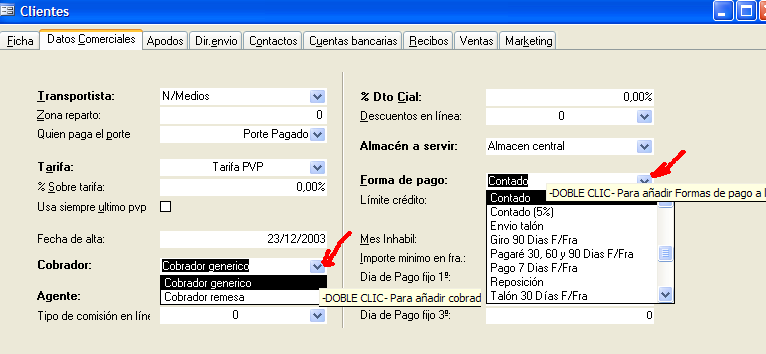 Clientes
Ficha Datos Comerciales Apodos Dir.envio Contactos Cuentas bancarias Recibos Ventas Marketing
Transportista: N/Medios
Zona reparto: 0
Quien paga el porte Porte Pagado
Tarifa: Tarifa PVP
% Sobre tarifa: 0,00%
Usa siempre ultimo pvp
Fecha de alta: 23/12/2003
Cobrador: Cobrador generico
Cobrador generico
Cobrador remesa
-DOBLE CLIC- Para añadir cobrad
Agente:
Tipo de comisión en líne 0
% Dto Cial: 0,00%
Descuentos en línea: 0
Almacén a servir: Almacen central
Forma de pago: Contado
-DOBLE CLIC- Para añadir Formas de pago a l
Límite crédito:
Contado
Contado (5%)
Envio talón
Giro 90 Dias F/Fra
Pagaré 30, 60 y 90 Dias F/Fra
Pago 7 Dias F/Fra
Reposición
Talón 30 Días F/Fra
Mes Inhabil:
Importe minimo en fra.:
Dia de Pago fijo 1º:
Dia de Pago fijo 3º: 0